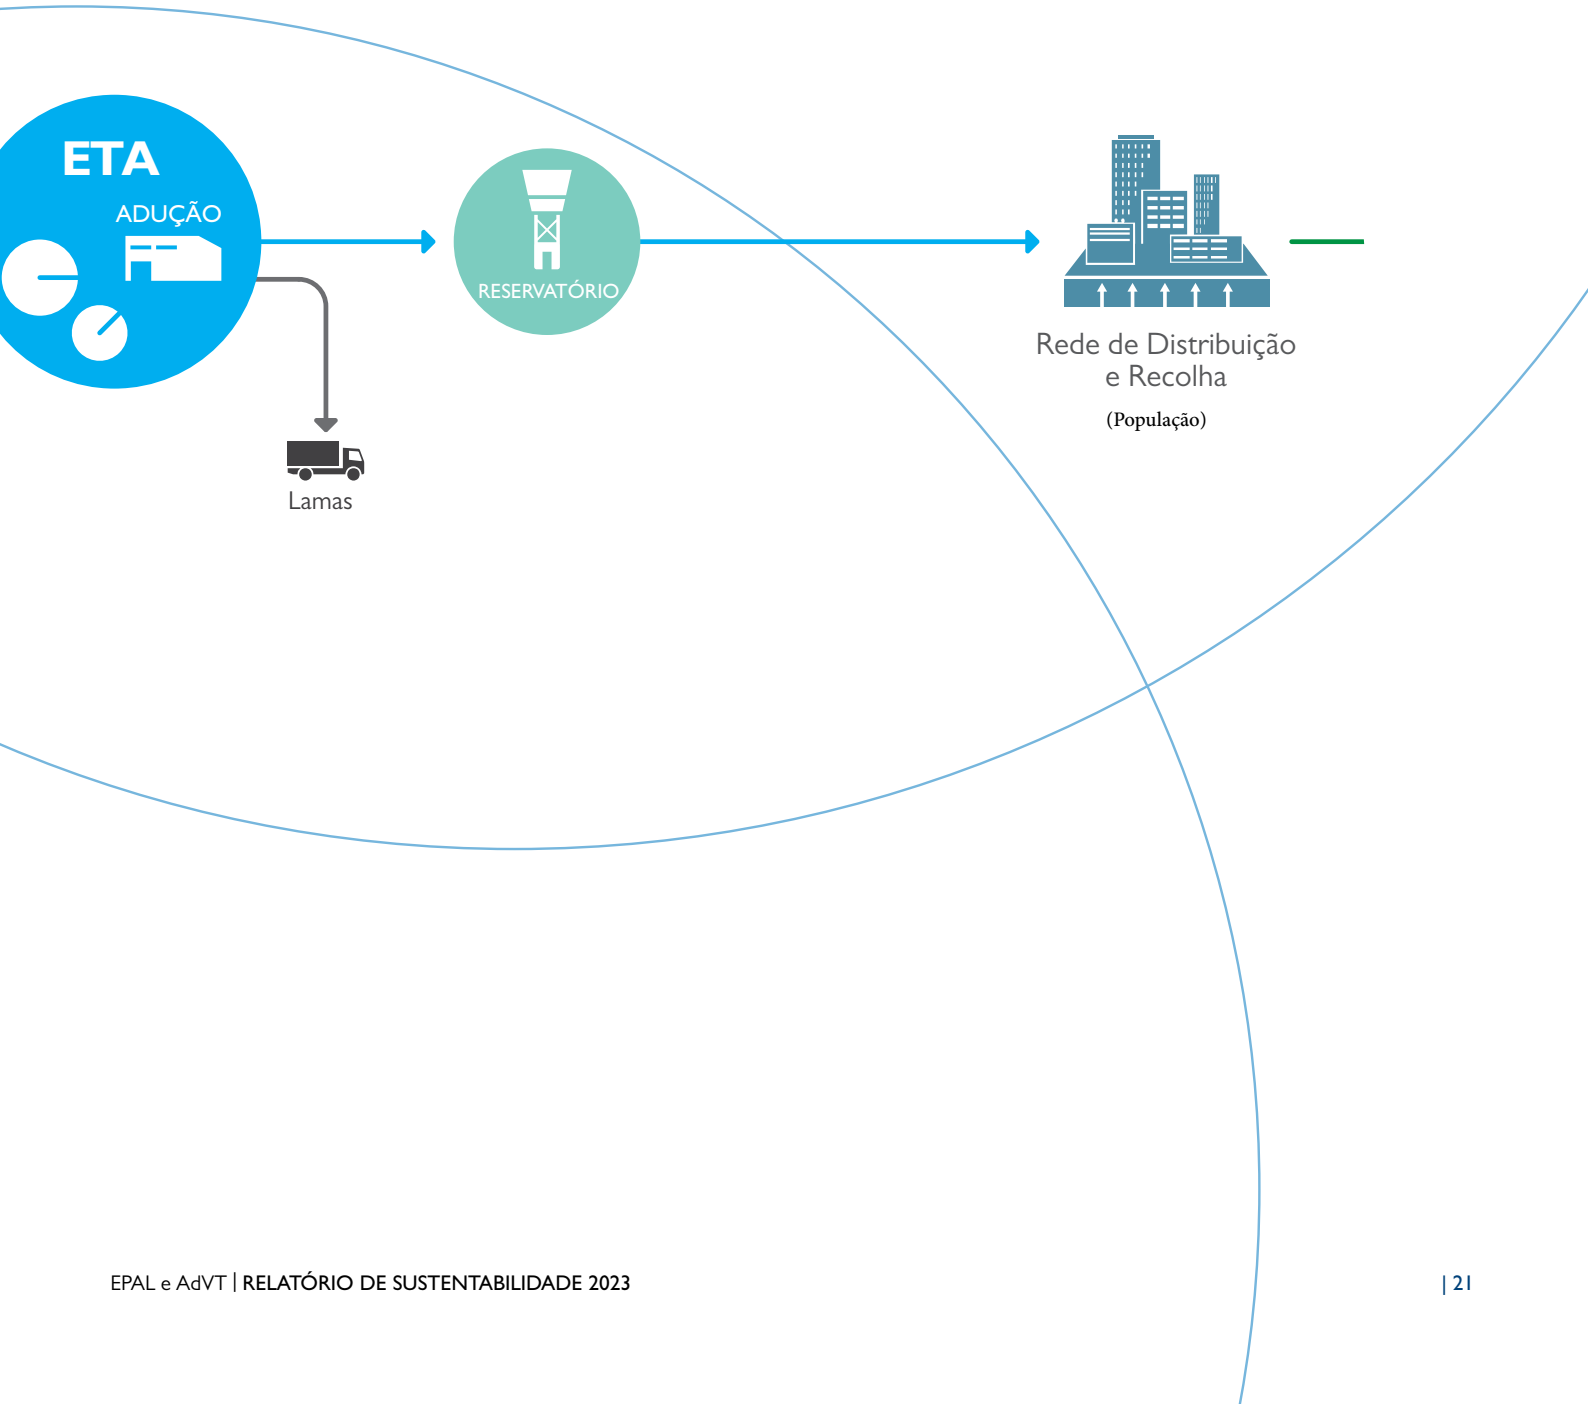 ETA
ADUÇÃO
RESERVATÓRIO
Rede de Distribuição
e Recolha
(População)
Lamas
EPAL e AdVT | RELATÓRIO DE SUSTENTABILIDADE 2023
| 21